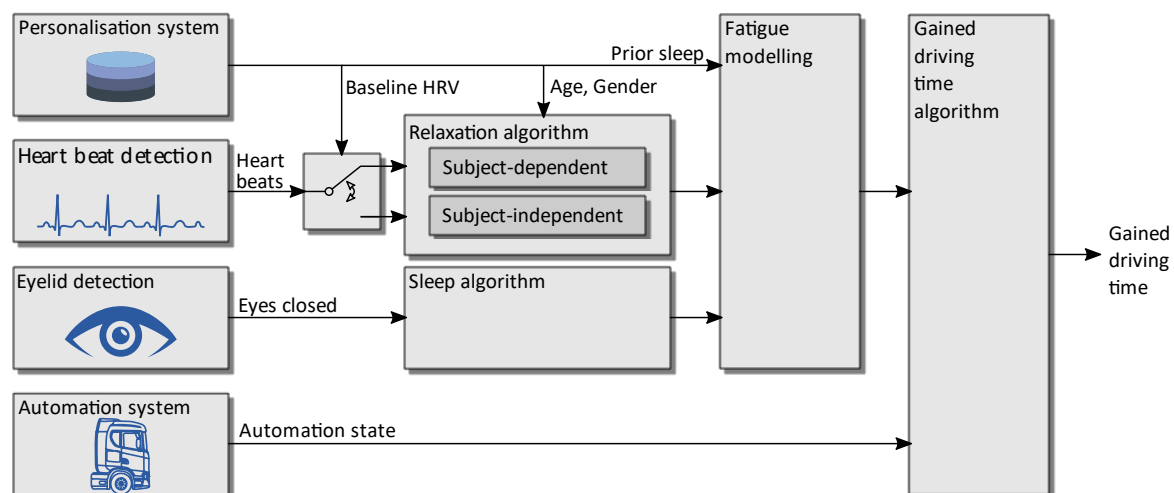 Personalisation system
Prior sleep
Baseline HRV
Age, Gender
Fatigue
modelling
Gained
driving
time
algorithm
Heart beat detection
Heart
beats
Relaxation algorithm
Subject-dependent
Subject-independent
Eyelid detection
Eyes closed
Sleep algorithm
Gained
driving
time
Automation system
Automation state